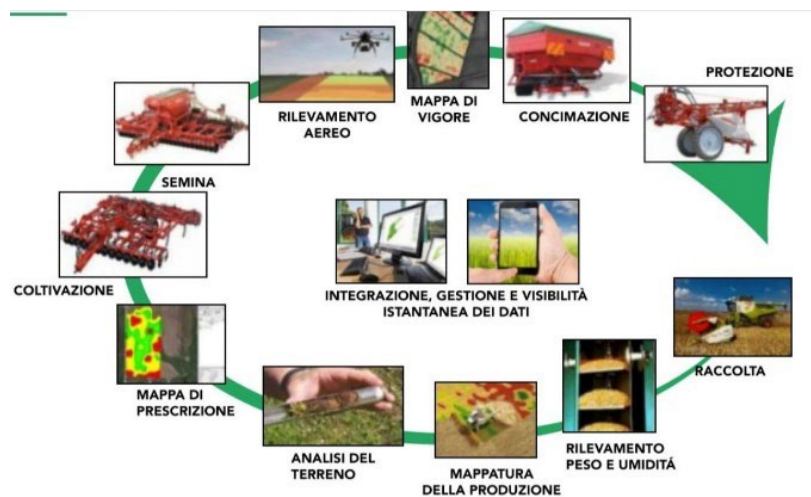 PROTEZIONE
RILEVAMENTO
AEREO
MAPPA DI
VIGORE
CONCIMAZIONE
SEMINA
COLTIVAZIONE
INTEGRAZIONE, GESTIONE E VISIBILITÀ
ISTANTANEA DEI DATI
RACCOLTA
MAPPA DI
PRESCRIZIONE
ANALISI DEL
TERRENO
MAPPATURA
DELLA PRODUZIONE
RILEVAMENTO
PESO E UMIDITÁ